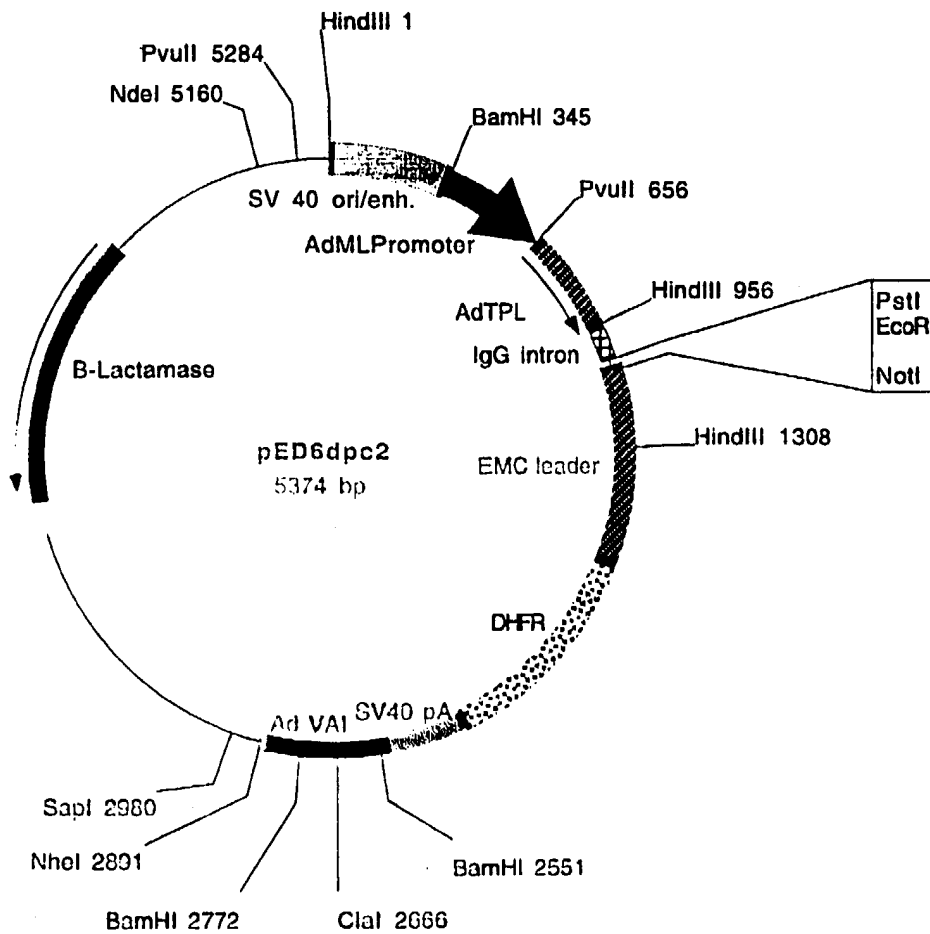 HindIII 1
PvuII 5284
NdeI 5160
BamHI 345
SV 40 ori/enh.
PvuII 656
AdMLPromoter
HindIII 956
AdTPL
PstI
EcoR
NotI
IgG intron
B-Lactamase
HindIII 1308
pED6dpc2
5374 bp
EMC leader
DHFR
SV40 pA
Ad VAI
SapI 2980
NheI 2891
BamHI 2551
BamHI 2772
ClaI 2666